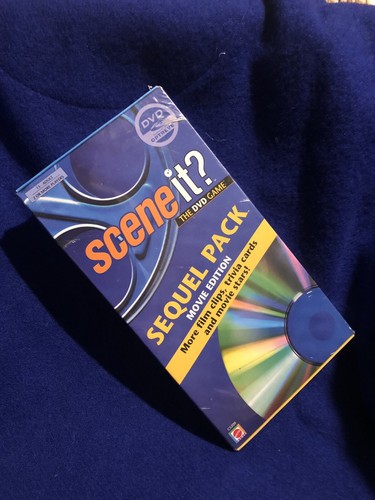 DVD
scene it?
THE DVD GAME
SEQUEL PACK
MOVIE EDITION
More film clips, trivia cards
and movie stars!